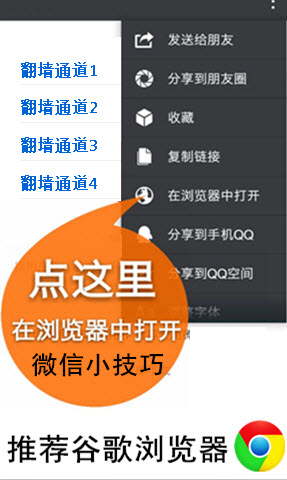 翻墙通道1
翻墙通道2
翻墙通道3
翻墙通道4
发送给朋友
分享到朋友圈
收藏
复制链接
在浏览器中打开
分享到手机QQ
分享到QQ空间
字体
点这里
在浏览器中打开
微信小技巧
推荐谷歌浏览器